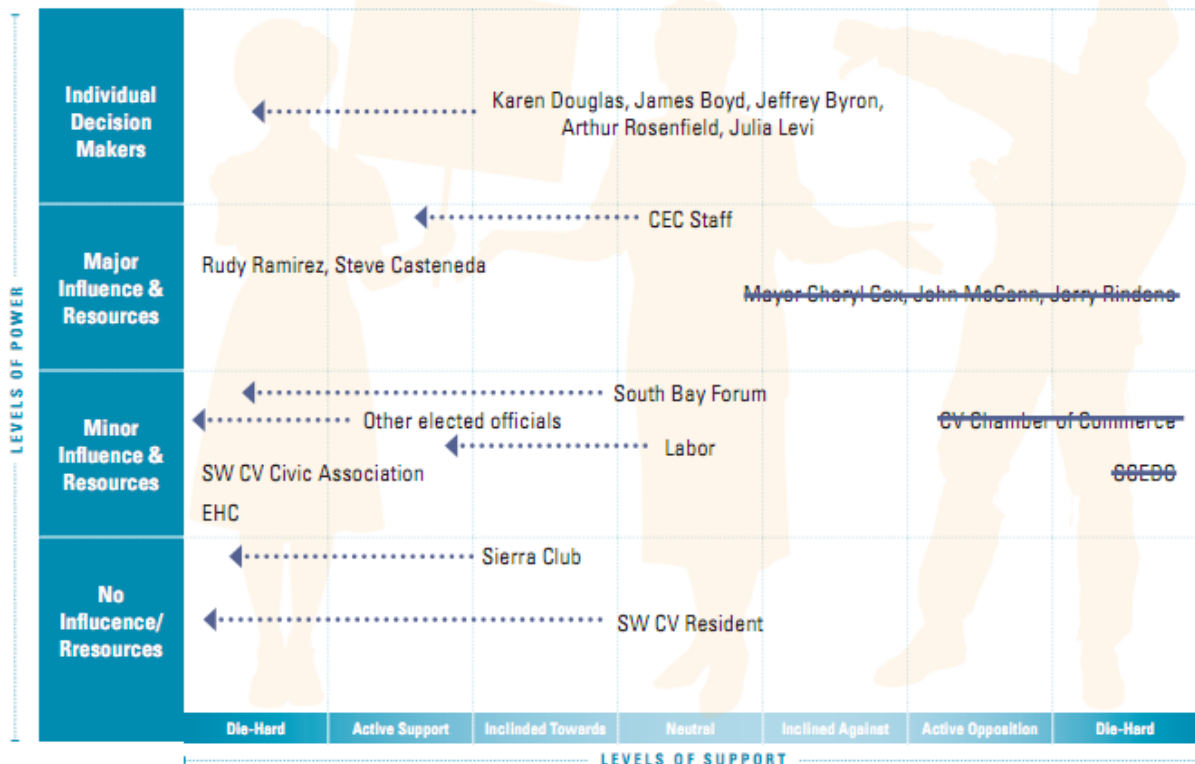 LEVELS OF POWER
Individual
Decision
Makers
Karen Douglas, James Boyd, Jeffrey Byron,
Arthur Rosenfield, Julia Levi
Major
Influence &
Resources
CEC Staff
Rudy Ramirez, Steve Casteneda
Mayor Cheryl Cox, John McCann, Jerry Rindone
Minor
Influence &
Resources
South Bay Forum
Other elected officials
CV Chamber of Commerce
Labor
SW CV Civic Association
EHC
No
Influcence/
Rresources
Sierra Club
SW CV Resident
Die-Hard
Active Support
Inclinded Towards
Neutral
Inclined Against
Active Opposition
Die-Hard
LEVELS OF SUPPORT